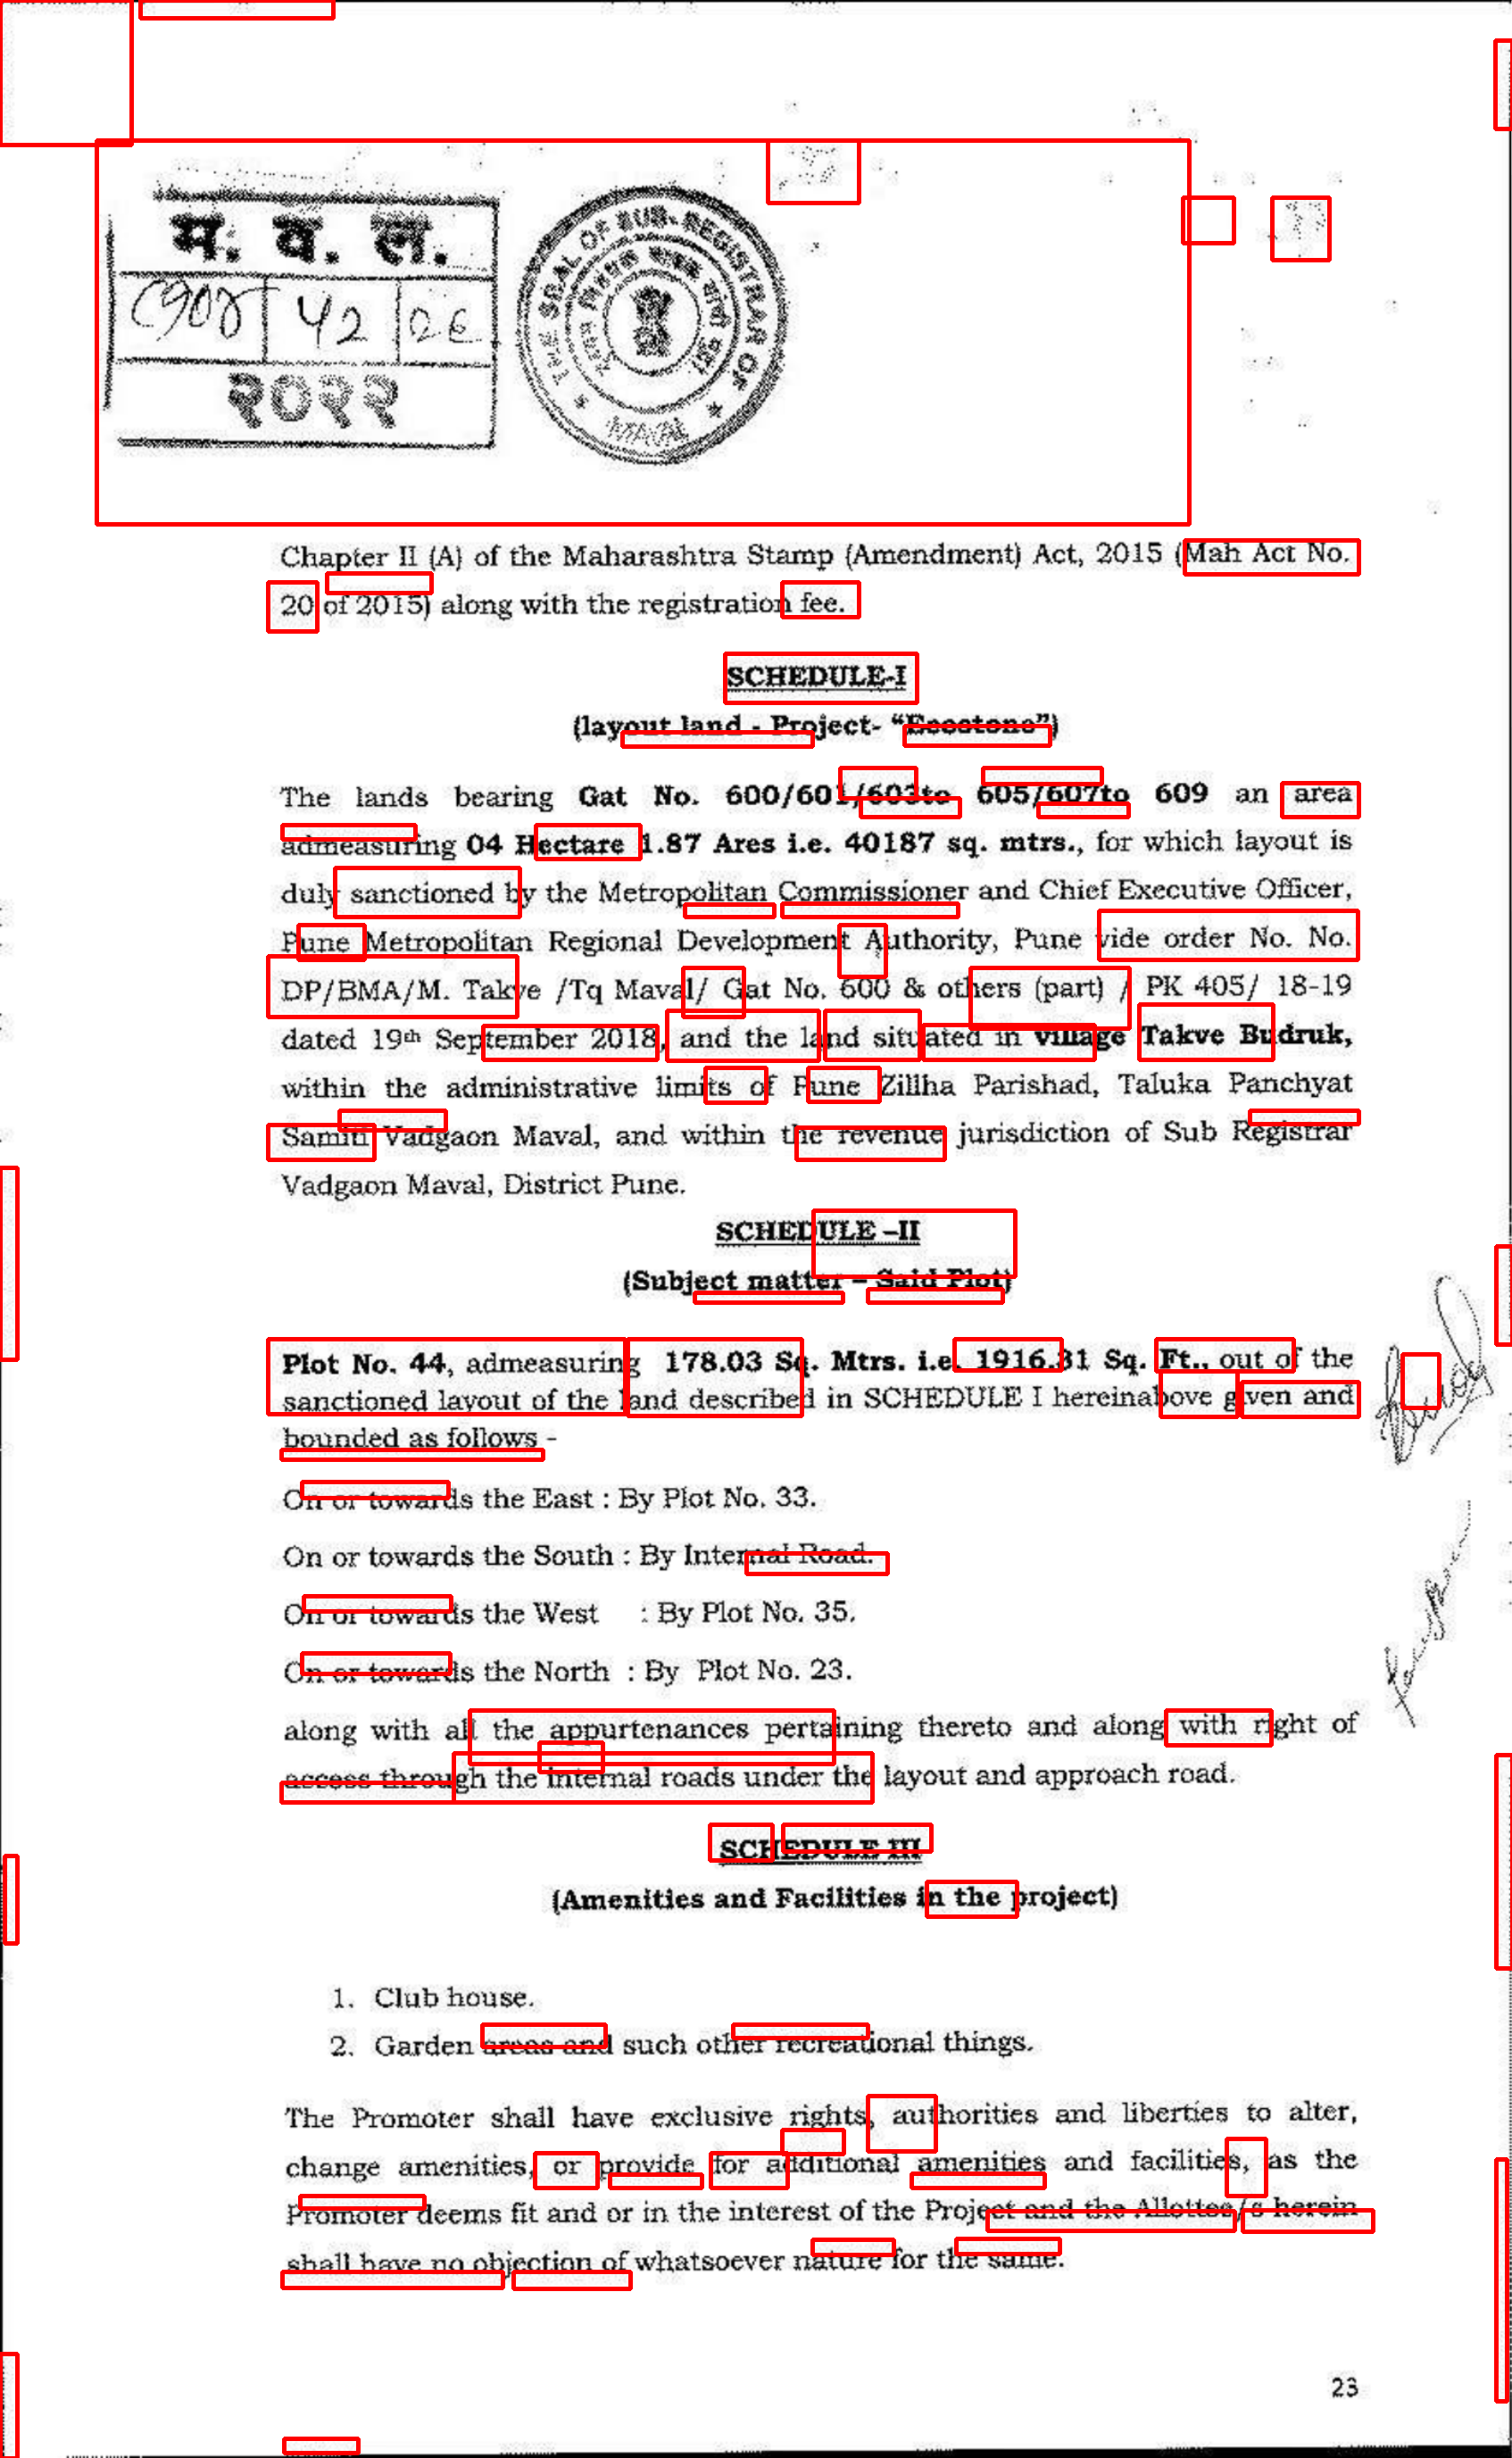 म. व. ल.
42
२०२२
THE SEAL OF SUB-REGISTRAR OF
MAVAL
Chapter II (A) of the Maharashtra Stamp (Amendment) Act, 2015 (Mah Act No.
20 of 2015) along with the registration fee.
SCHEDULE-I
(layout land - Project- “Ecostone”)
The lands bearing Gat No. 600/601/603to 605/607to 609 an area
admeasuring 04 Hectare 1.87 Ares i.e. 40187 sq. mtrs., for which layout is
duly sanctioned by the Metropolitan Commissioner and Chief Executive Officer,
Pune Metropolitan Regional Development Authority, Pune vide order No. No.
DP/BMA/M. Takve /Tq Maval/ Gat No. 600 & others (part) / PK 405/ 18-19
dated 19th September 2018, and the land situated in village Takve Budruk,
within the administrative limits of Pune Zillha Parishad, Taluka Panchyat
Samiti Vadgaon Maval, and within the revenue jurisdiction of Sub Registrar
Vadgaon Maval, District Pune.
SCHEDULE –II
(Subject matter – Said Plot)
Plot No. 44, admeasuring 178.03 Sq. Mtrs. i.e. 1916.31 Sq. Ft., out of the
sanctioned layout of the land described in SCHEDULE I hereinabove given and
bounded as follows -
On or towards the East : By Plot No. 33.
On or towards the South : By Internal Road.
On or towards the West : By Plot No. 35.
On or towards the North : By Plot No. 23.
along with all the appurtenances pertaining thereto and along with right of
access through the internal roads under the layout and approach road.
SCHEDULE III
(Amenities and Facilities in the project)
1. Club house.
2. Garden areas and such other recreational things.
The Promoter shall have exclusive rights, authorities and liberties to alter,
change amenities, or provide for additional amenities and facilities, as the
Promoter deems fit and or in the interest of the Project and the Allottee/s herein
shall have no objection of whatsoever nature for the same.
23